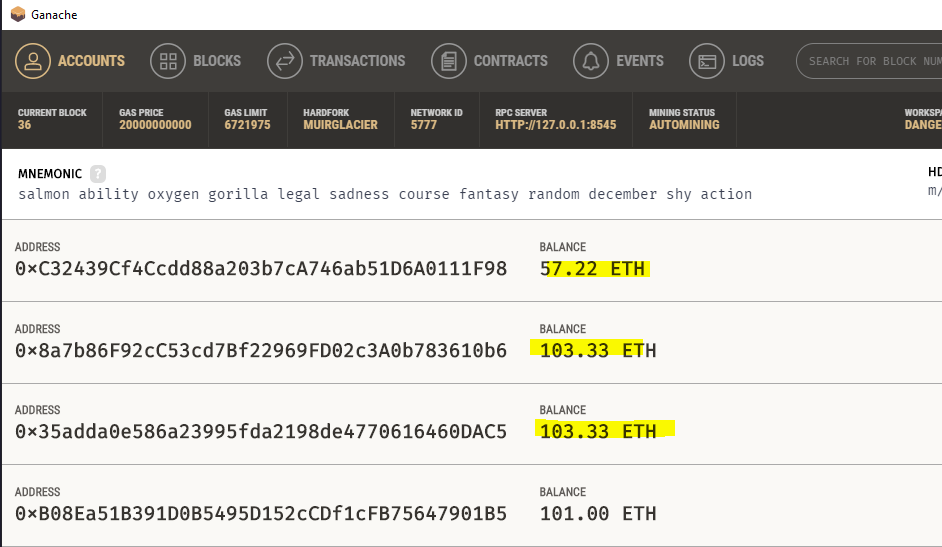 Ganache
ACCOUNTS BLOCKS TRANSACTIONS CONTRACTS EVENTS LOGS SEARCH FOR BLOCK NUM
CURRENT BLOCK GAS PRICE GAS LIMIT HARDFORK NETWORK ID RPC SERVER MINING STATUS WORKSPA
36 20000000000 6721975 MUIRGLACIER 5777 HTTP://127.0.0.1:8545 AUTOMINING DANGE
MNEMONIC ? HD
salmon ability oxygen gorilla legal sadness course fantasy random december shy action m/
ADDRESS BALANCE
0×C32439Cf4Ccdd88a203b7cA746ab51D6A0111F98 57.22 ETH
ADDRESS BALANCE
0×8a7b86F92cC53cd7Bf22969FD02c3A0b783610b6 103.33 ETH
ADDRESS BALANCE
0×35adda0e586a23995fda2198de4770616460DAC5 103.33 ETH
ADDRESS BALANCE
0×B08Ea51B391D0B5495D152cCDf1cFB75647901B5 101.00 ETH